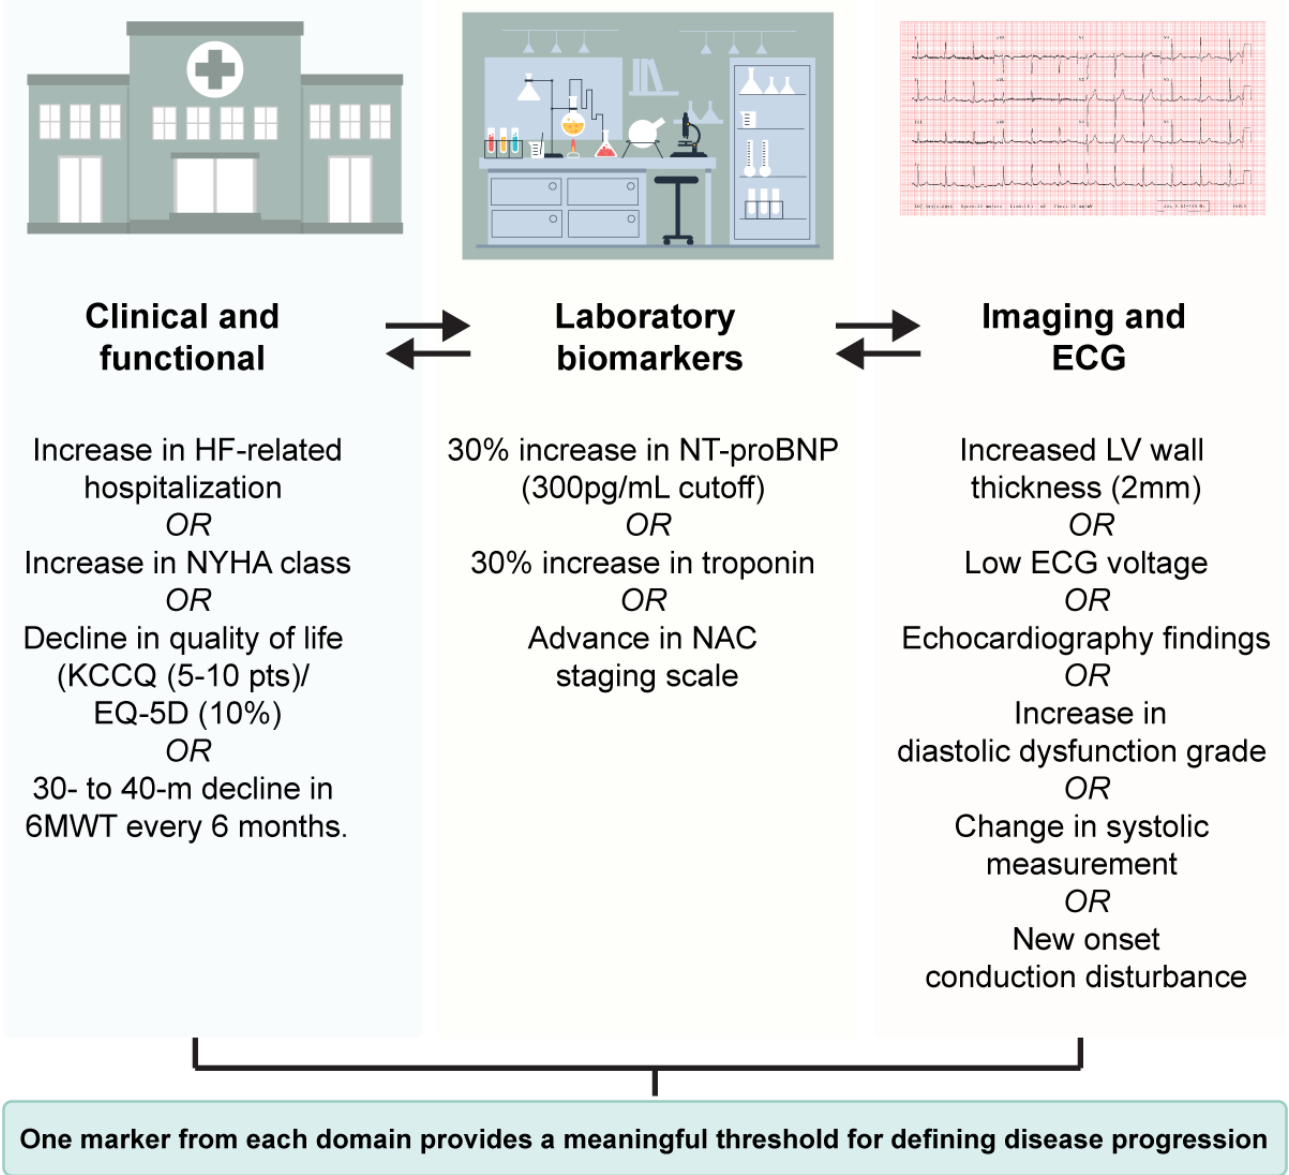 Clinical and
functional
Increase in HF-related
hospitalization
OR
Increase in NYHA class
OR
Decline in quality of life
(KCCQ (5-10 pts)/
EQ-5D (10%)
OR
30- to 40-m decline in
6MWT every 6 months.
Laboratory
biomarkers
30% increase in NT-proBNP
(300pg/mL cutoff)
OR
30% increase in troponin
OR
Advance in NAC
staging scale
Imaging and
ECG
Increased LV wall
thickness (2mm)
OR
Low ECG voltage
OR
Echocardiography findings
OR
Increase in
diastolic dysfunction grade
OR
Change in systolic
measurement
OR
New onset
conduction disturbance
One marker from each domain provides a meaningful threshold for defining disease progression